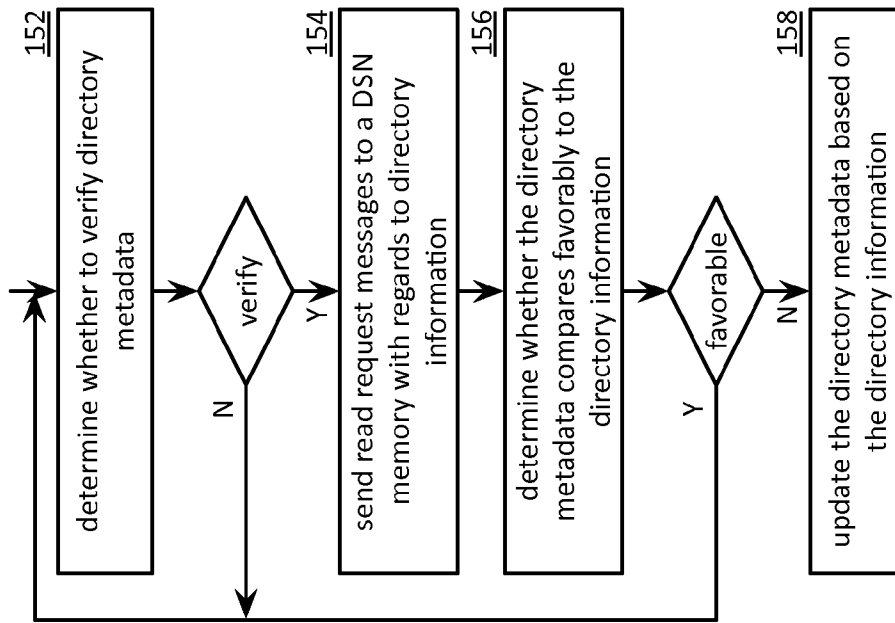 152
determine whether to verify directory
metadata
verify
N
Y
154
send read request messages to a DSN
memory with regards to directory
information
156
determine whether the directory
metadata compares favorably to the
directory information
favorable
Y
N
158
update the directory metadata based on
the directory information